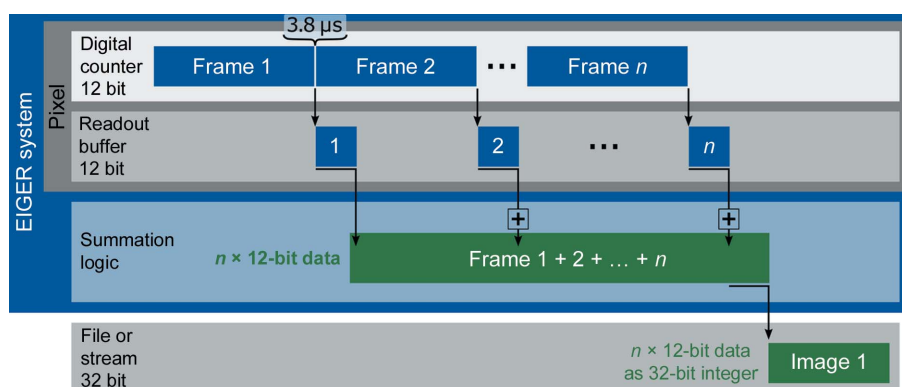 3.8 µs
EIGER system
Pixel
Digital
counter
12 bit
Frame 1
Frame 2
...
Frame n
Readout
buffer
12 bit
1
2
...
n
+
+
Summation
logic
n × 12-bit data
Frame 1 + 2 + ... + n
File or
stream
32 bit
n × 12-bit data
as 32-bit integer
Image 1